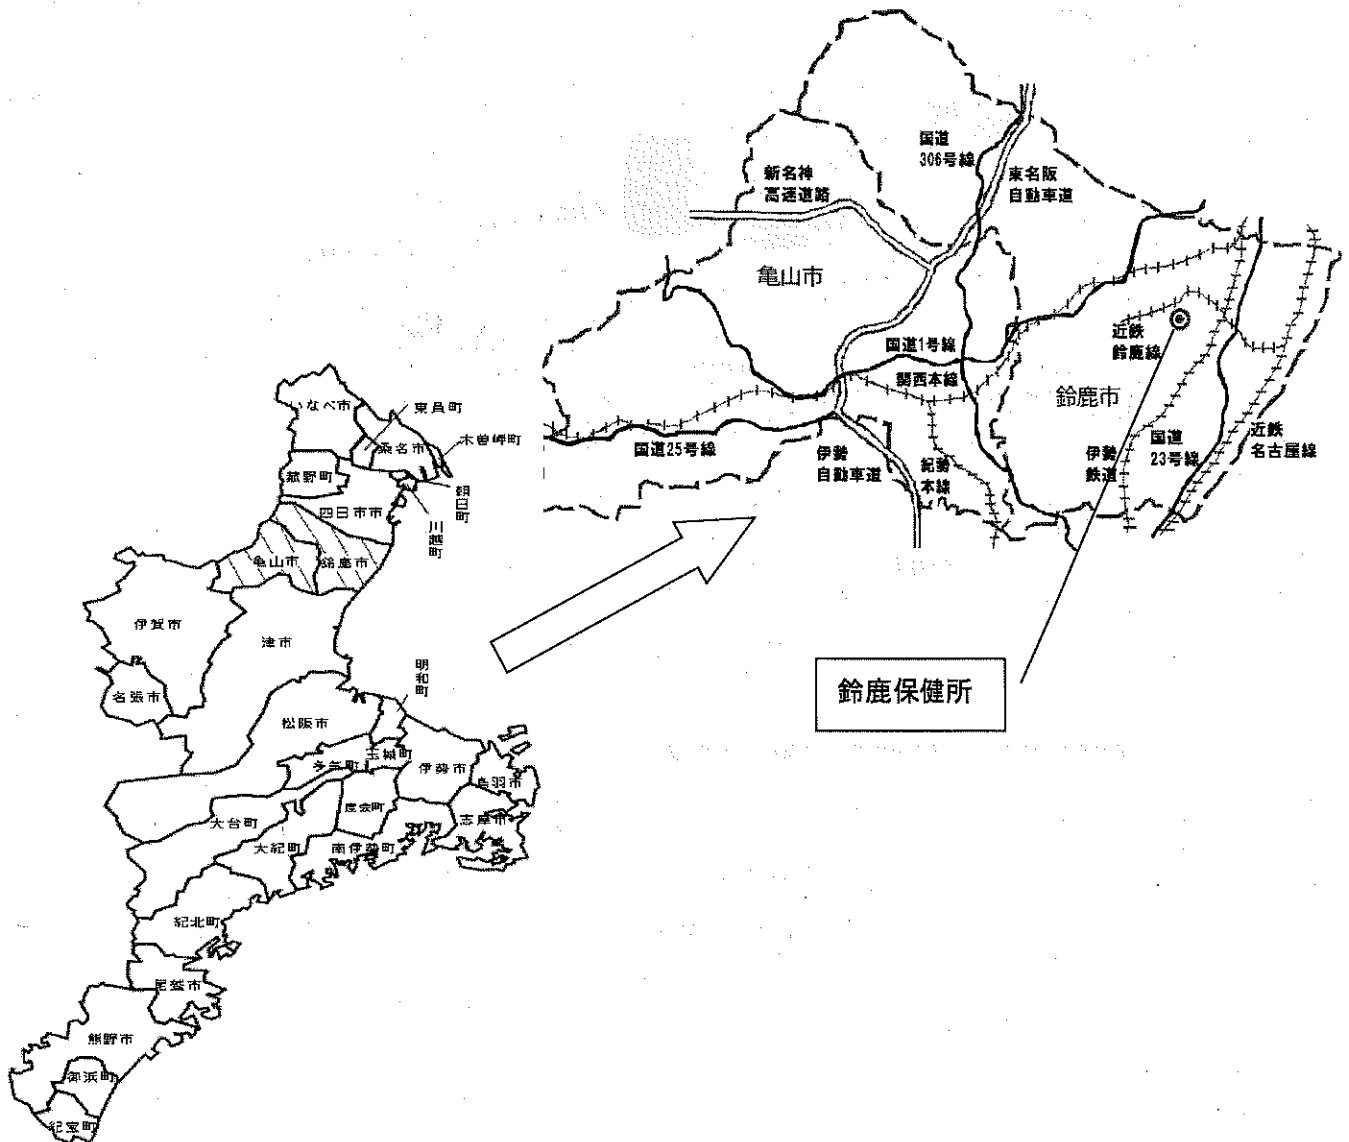 国道
306号線
新名神
高速道路
東名阪
自動車道
亀山市
近鉄
鈴鹿線
国道1号線
関西本線
鈴鹿市
国道25号線
伊勢
自動車道
紀勢
本線
伊勢
鉄道
国道
23号線
近鉄
名古屋線
鈴鹿保健所
いなべ市
東員町
桑名市
木曽岬町
菰野町
朝日町
四日市市
川越町
亀山市
鈴鹿市
伊賀市
津市
明和町
名張市
松阪市
玉城町
多気町
伊勢市
鳥羽市
度会町
大台町
志摩市
大紀町
南伊勢町
紀北町
尾鷲市
熊野市
御浜町
紀宝町